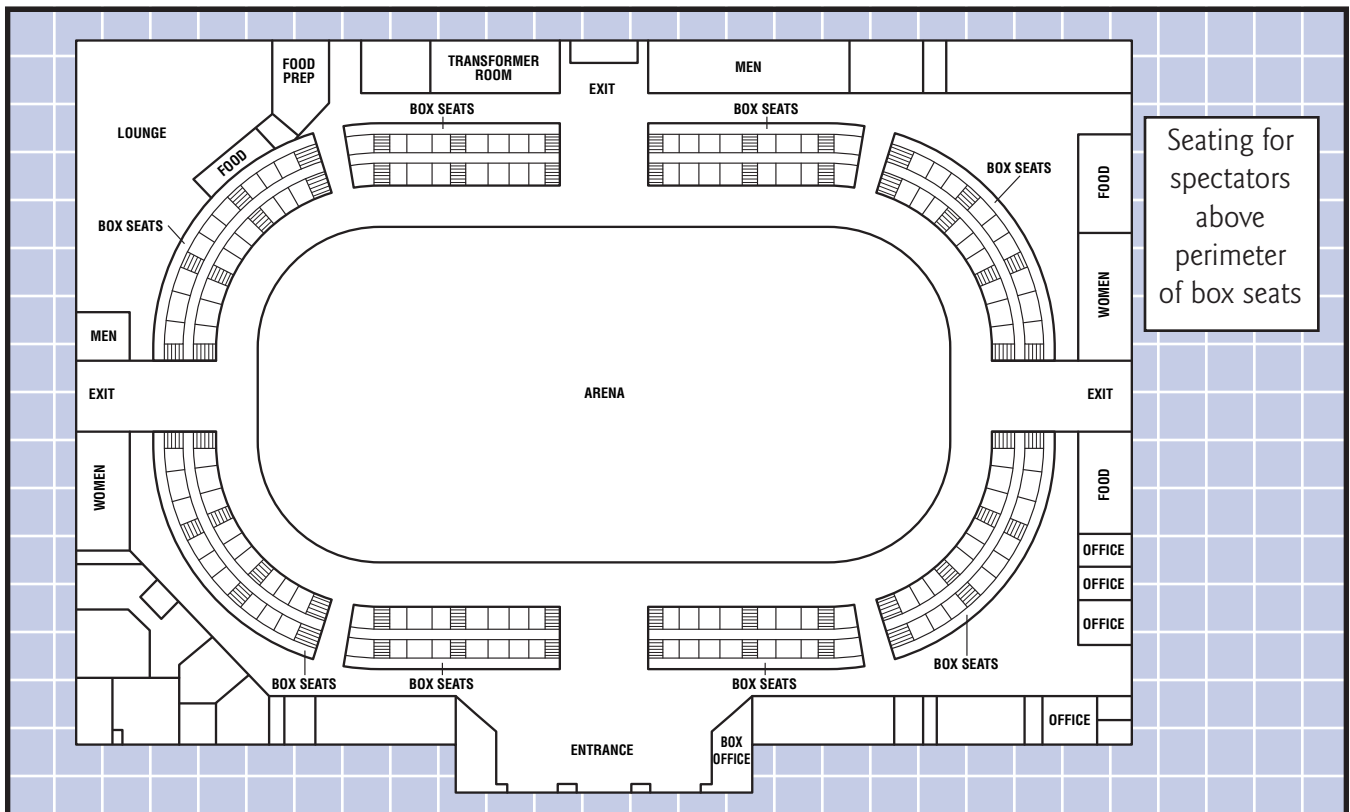 FOOD
PREP
TRANSFORMER
ROOM
EXIT
MEN
LOUNGE
BOX SEATS
BOX SEATS
FOOD
BOX SEATS
FOOD
Seating for
spectators
above
perimeter
of box seats
BOX SEATS
WOMEN
MEN
EXIT
ARENA
EXIT
WOMEN
FOOD
OFFICE
OFFICE
OFFICE
BOX SEATS
BOX SEATS
BOX SEATS
BOX SEATS
OFFICE
ENTRANCE
BOX
OFFICE